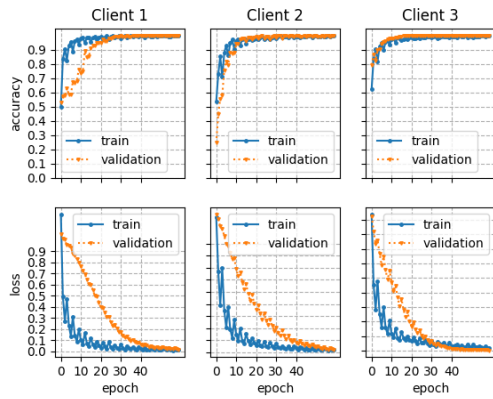 Client 1
Client 2
Client 3
accuracy
0.9
0.8
0.7
0.6
0.5
0.4
0.3
0.2
0.1
0.0
train
validation
train
validation
train
validation
loss
0.9
0.8
0.7
0.6
0.5
0.4
0.3
0.2
0.1
0.0
train
validation
train
validation
train
validation
0 10 20 30 40
0 10 20 30 40
0 10 20 30 40
epoch
epoch
epoch